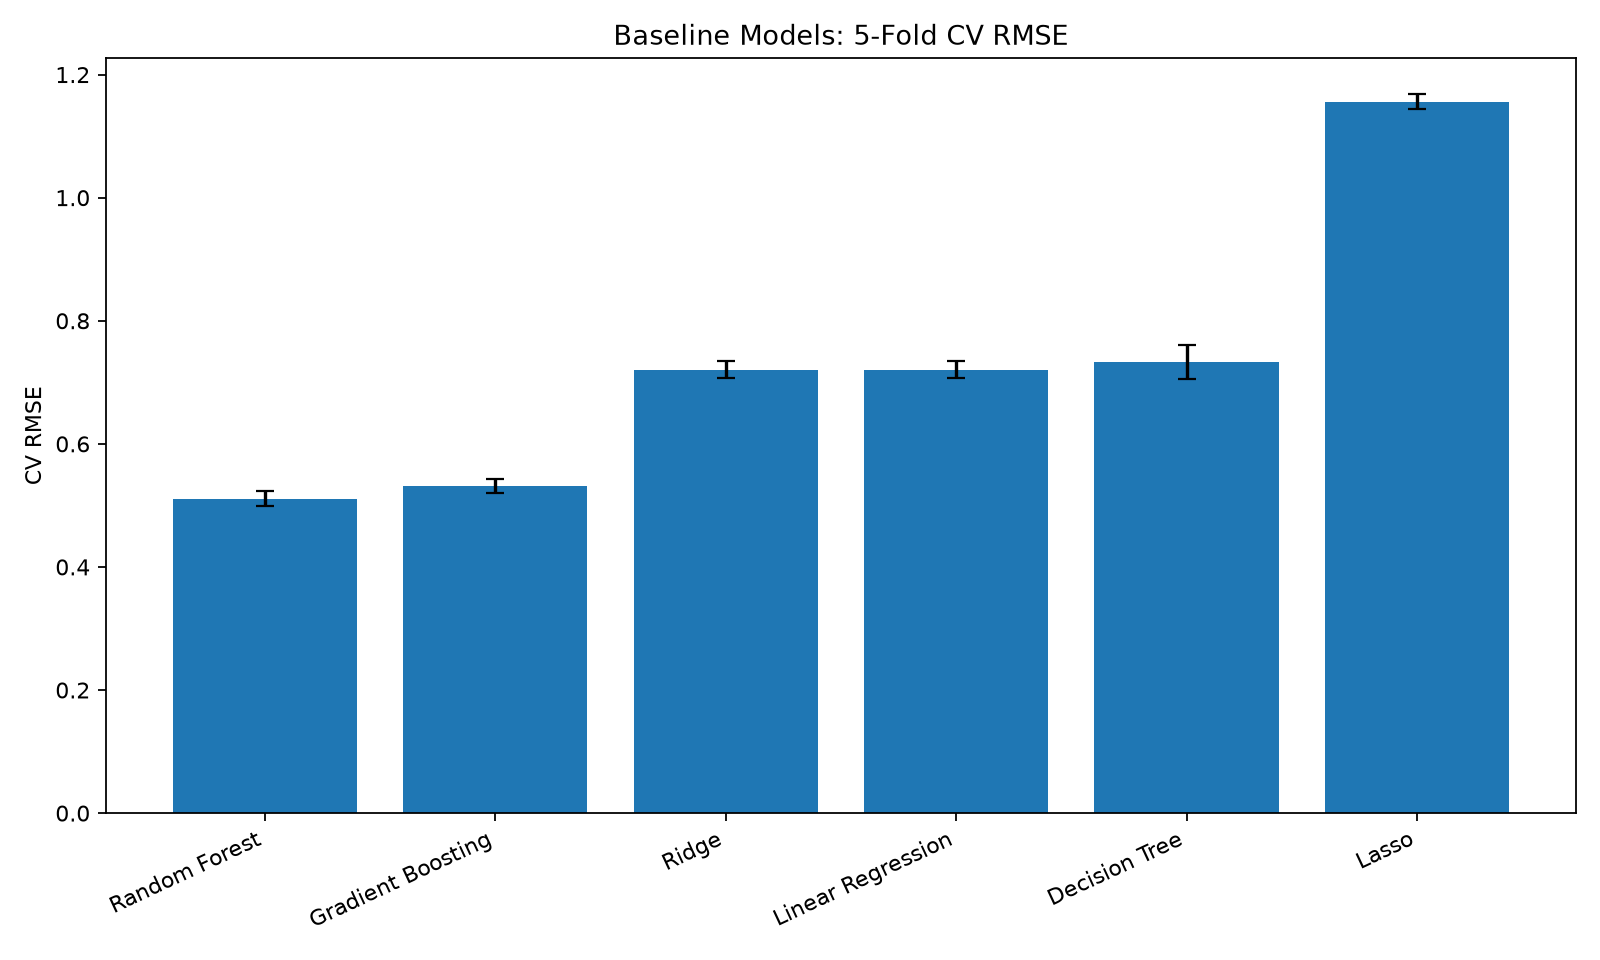 Baseline Models: 5-Fold CV RMSE
CV RMSE
1.2
1.0
0.8
0.6
0.4
0.2
0.0
Random Forest
Gradient Boosting
Ridge
Linear Regression
Decision Tree
Lasso